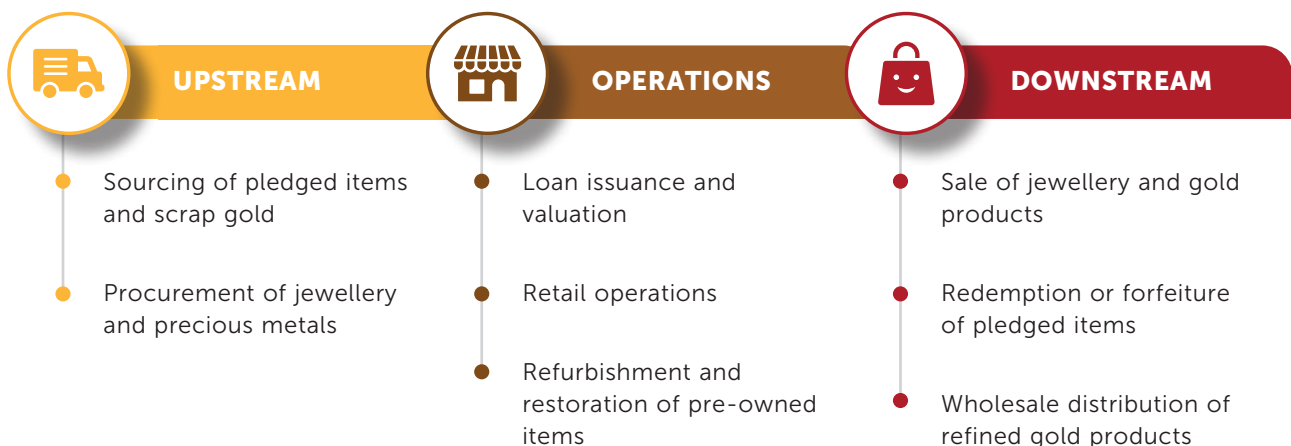 UPSTREAM
Sourcing of pledged items
and scrap gold
Procurement of jewellery
and precious metals
OPERATIONS
Loan issuance and
valuation
Retail operations
Refurbishment and
restoration of pre-owned
items
DOWNSTREAM
Sale of jewellery and gold
products
Redemption or forfeiture
of pledged items
Wholesale distribution of
refined gold products